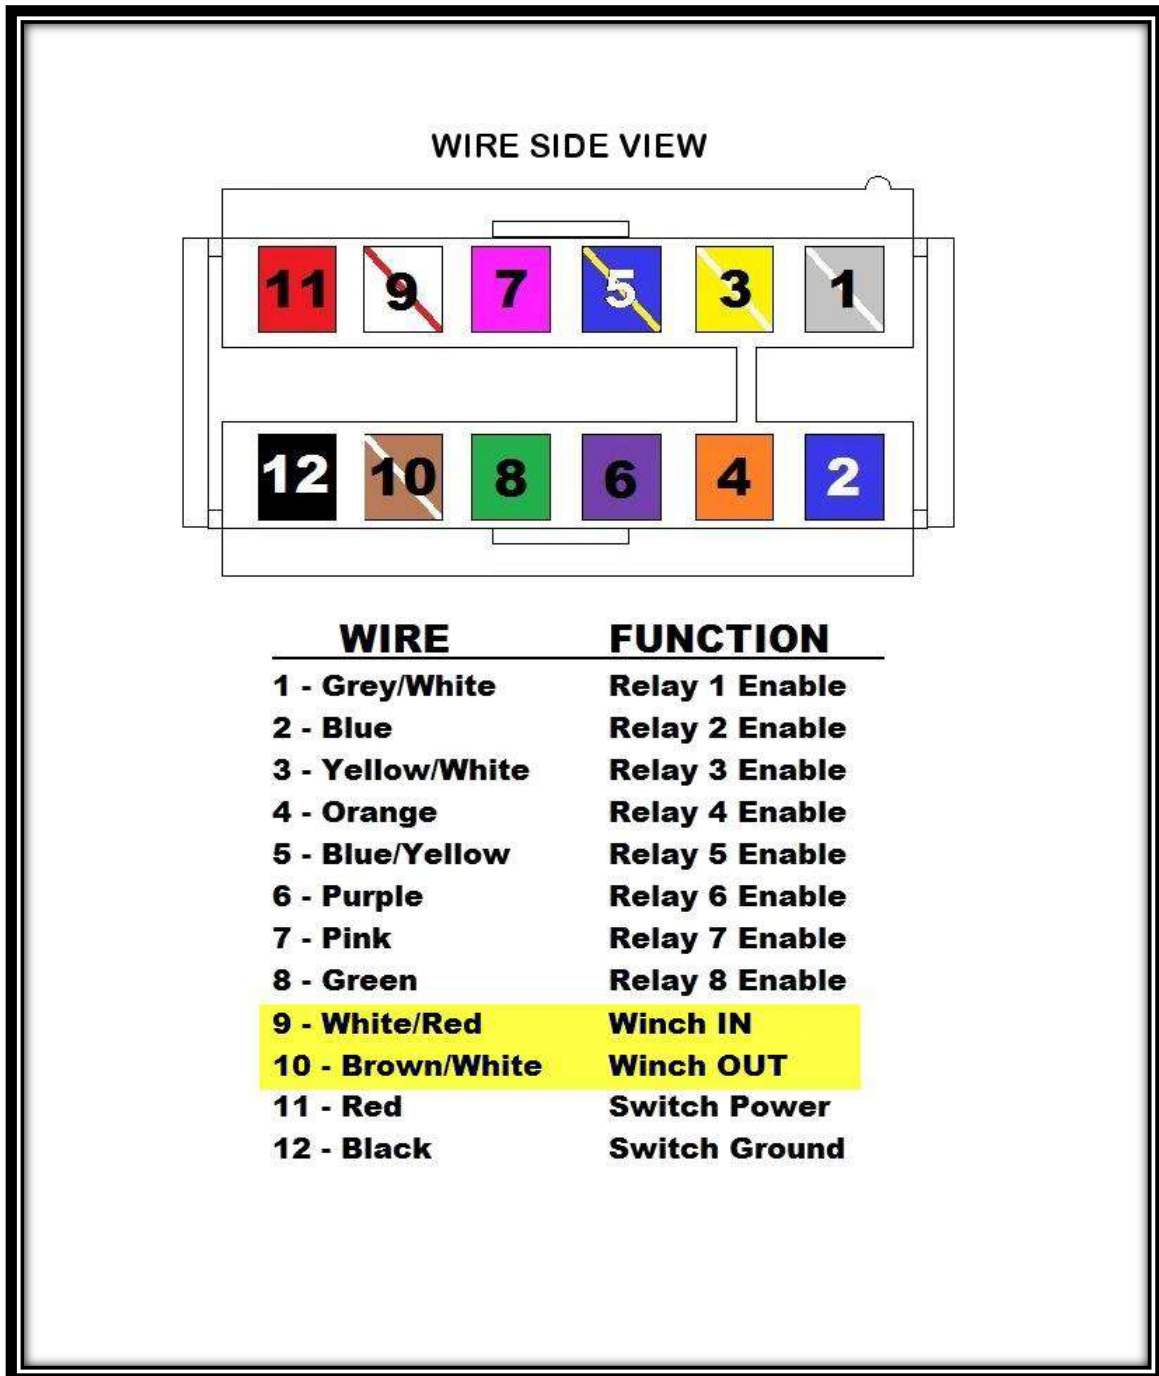 WIRE SIDE VIEW
11 9 7 5 3 1
12 10 8 6 4 2
WIRE FUNCTION
1 - Grey/White Relay 1 Enable
2 - Blue Relay 2 Enable
3 - Yellow/White Relay 3 Enable
4 - Orange Relay 4 Enable
5 - Blue/Yellow Relay 5 Enable
6 - Purple Relay 6 Enable
7 - Pink Relay 7 Enable
8 - Green Relay 8 Enable
9 - White/Red Winch IN
10 - Brown/White Winch OUT
11 - Red Switch Power
12 - Black Switch Ground